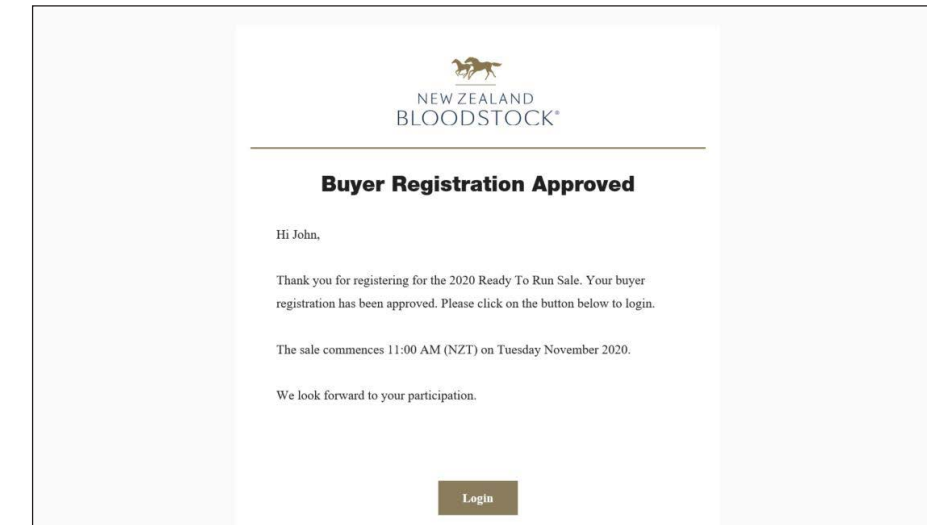 NEW ZEALAND
BLOODSTOCK®
Buyer Registration Approved
Hi John,
Thank you for registering for the 2020 Ready To Run Sale. Your buyer
registration has been approved. Please click on the button below to login.
The sale commences 11:00 AM (NZT) on Tuesday November 2020.
We look forward to your participation.
Login